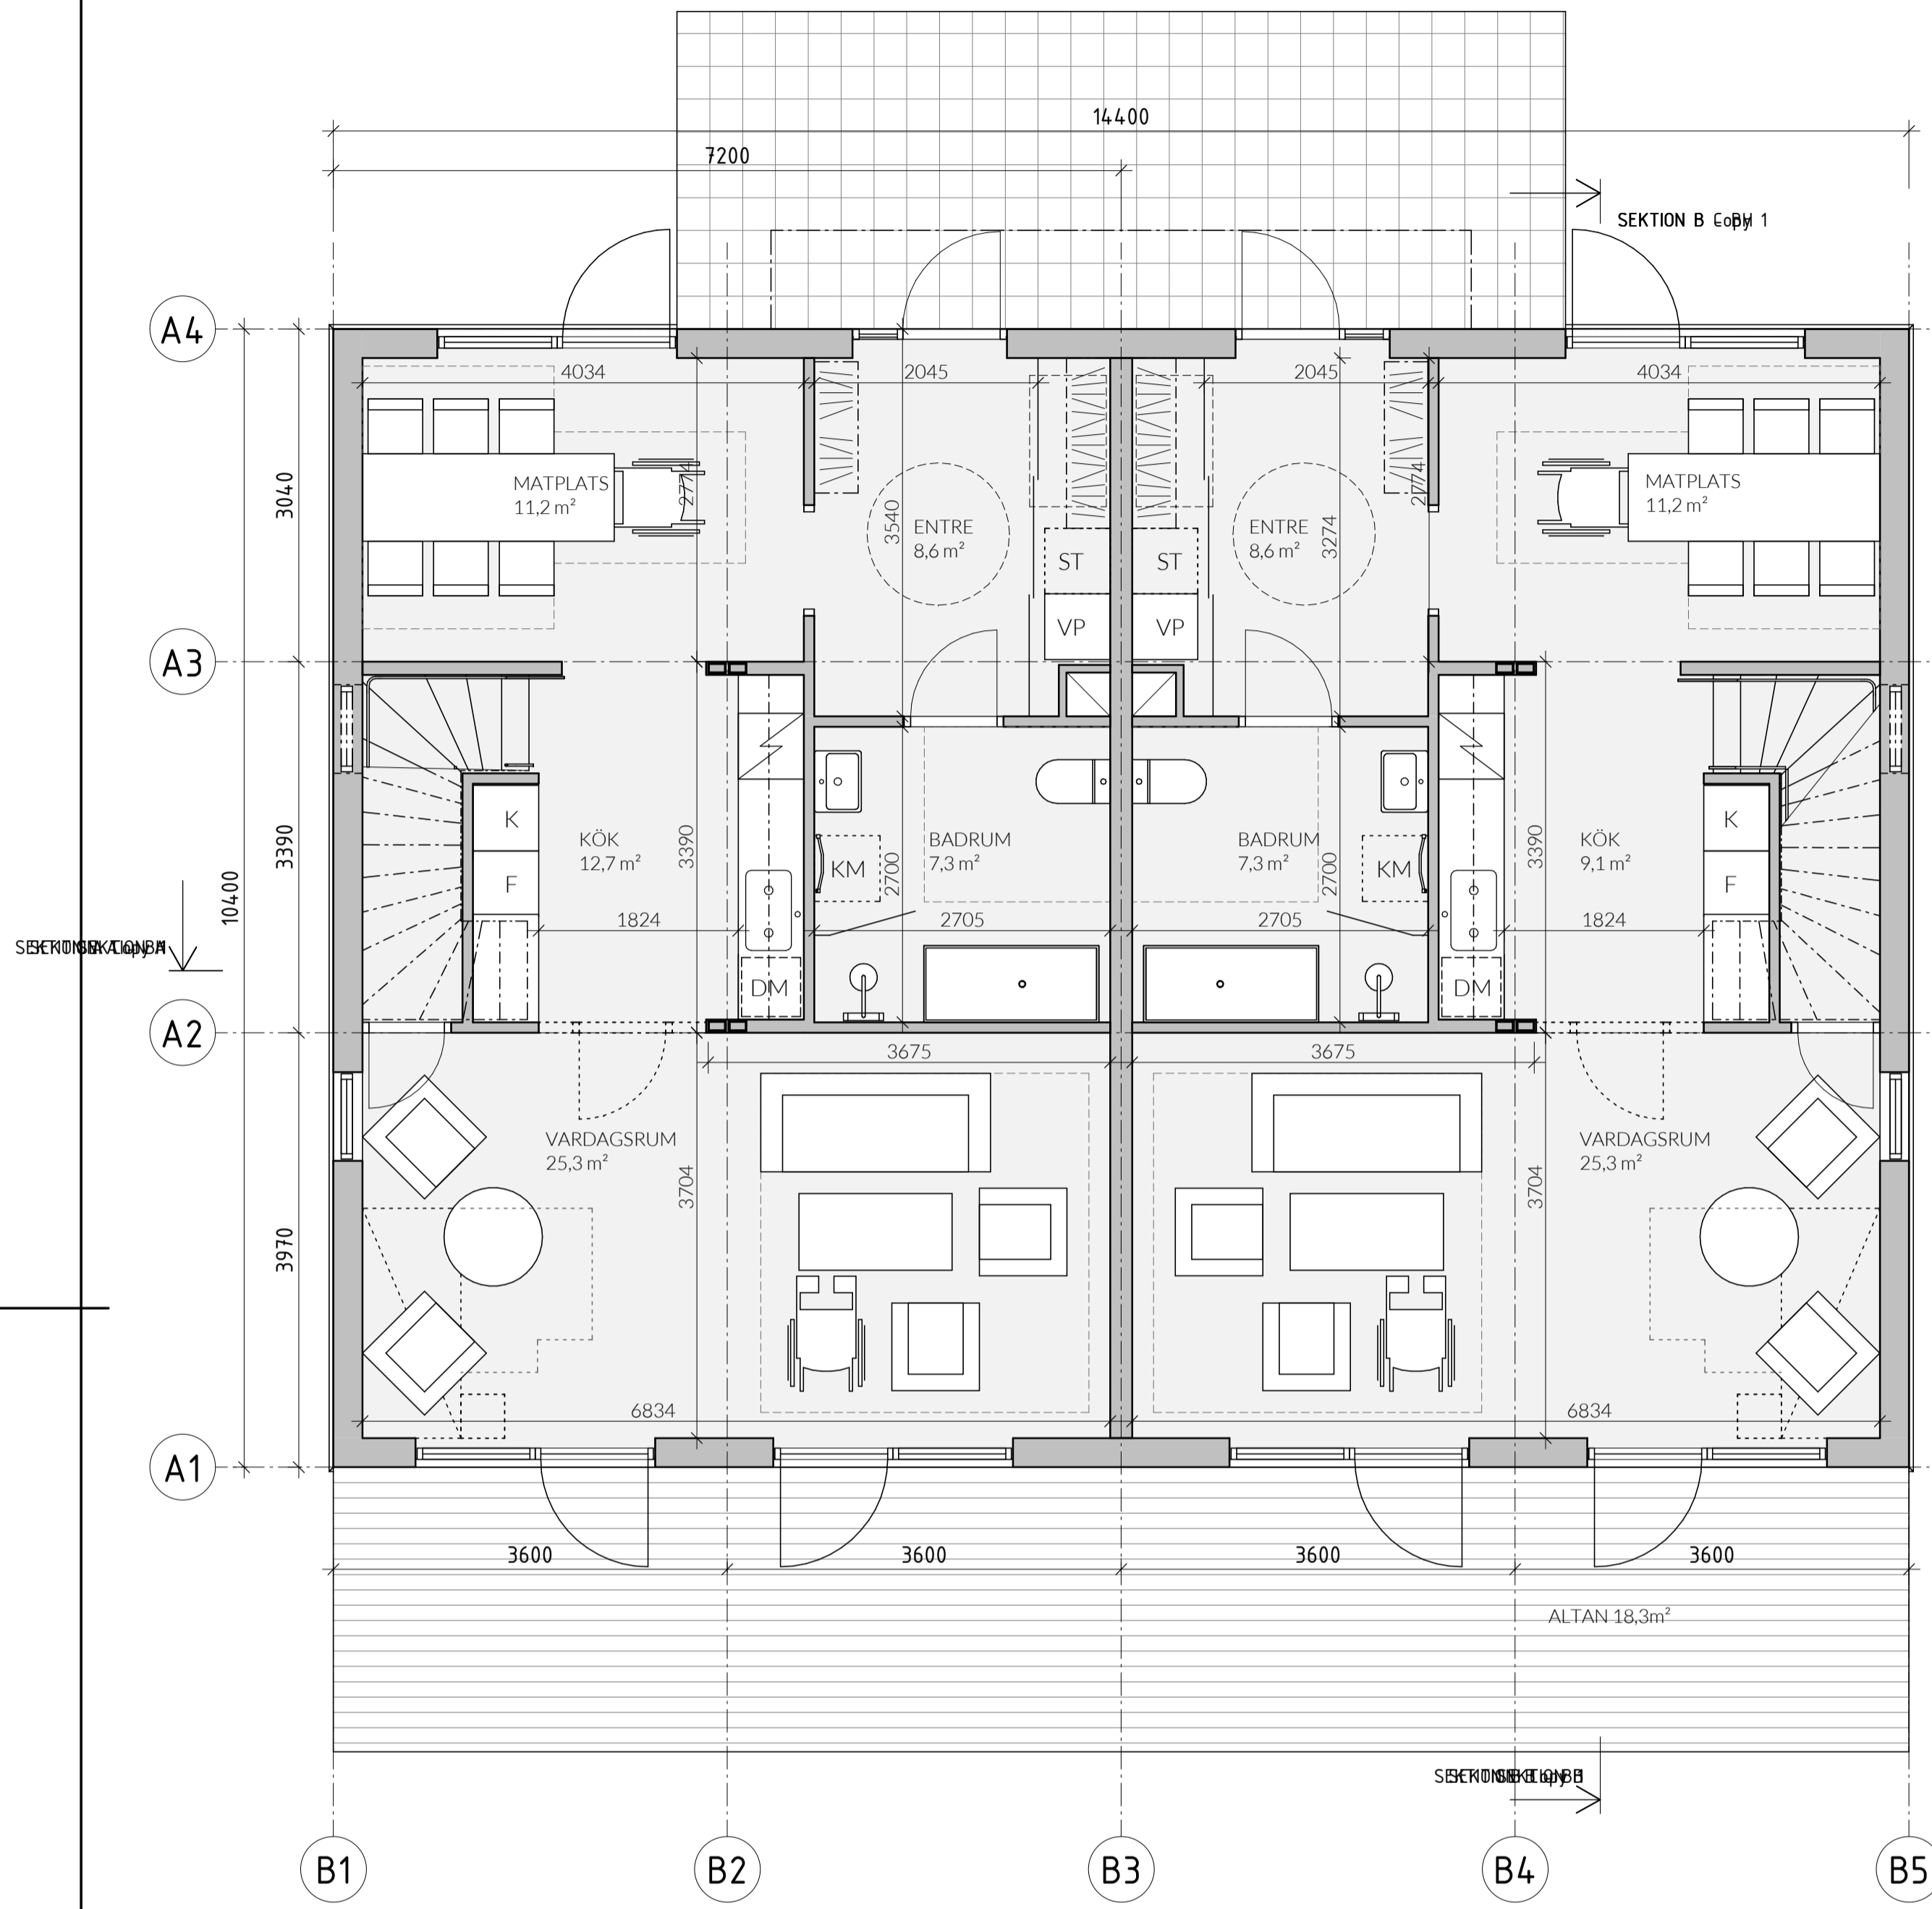 14400
7200
SEKTION B
1
A4
4034
2045
2045
4034
3040
MATPLATS
11,2 m²
2774
3540
ENTRE
8,6 m²
ST
VP
ST
VP
ENTRE
8,6 m²
3274
2774
MATPLATS
11,2 m²
A3
10400
3390
K
F
KÖK
12,7 m²
3390
1824
DM
KM
2700
BADRUM
7,3 m²
2705
BADRUM
7,3 m²
2700
2705
KM
DM
3390
KÖK
9,1 m²
1824
K
F
A2
3675
3675
3970
VARDAGSRUM
25,3 m²
3704
3704
VARDAGSRUM
25,3 m²
6834
6834
A1
3600
3600
3600
3600
ALTAN 18,3m²
B1
B2
B3
B4
B5